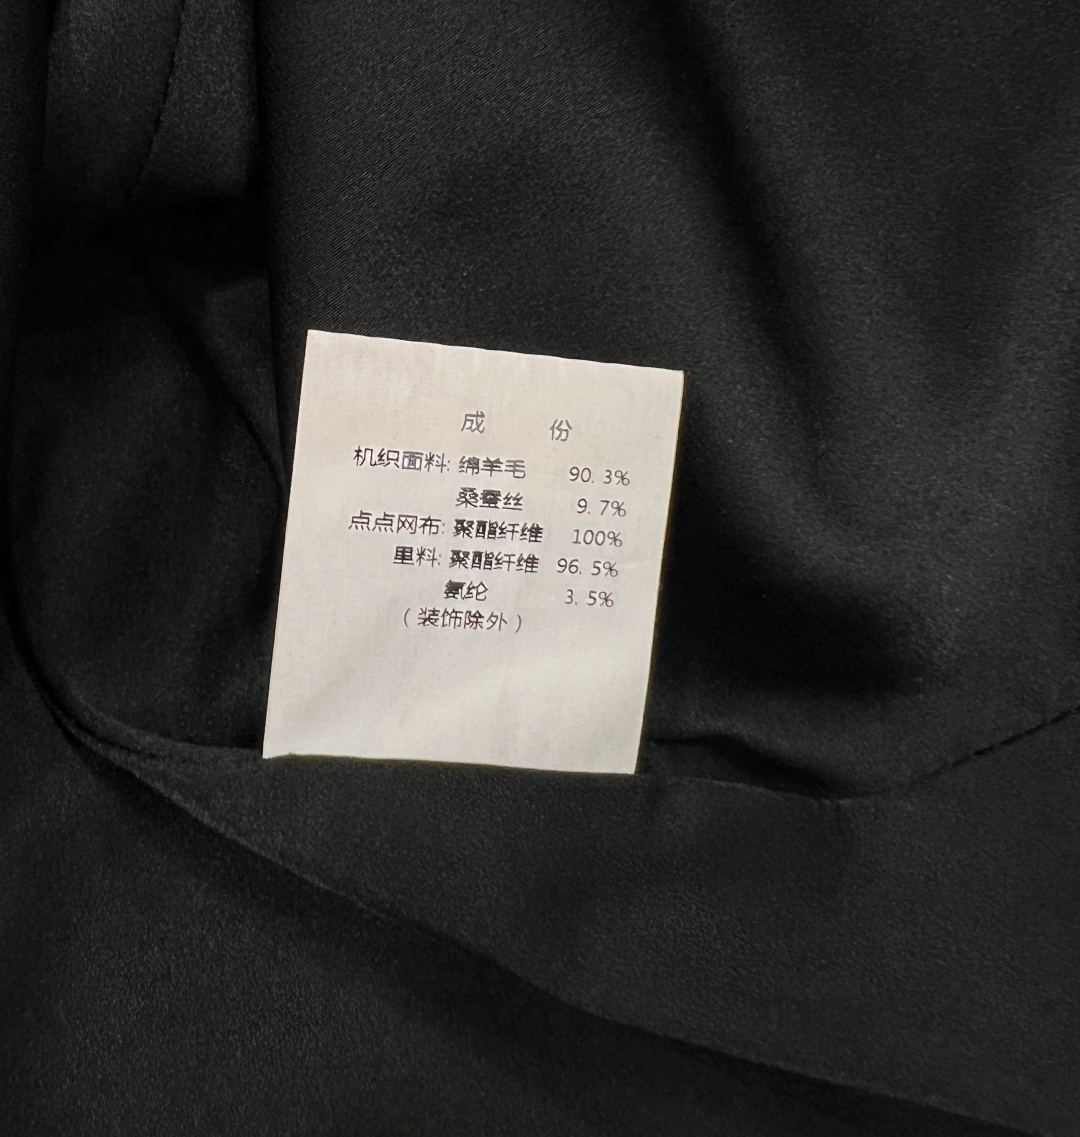 成 份
机织面料: 绵羊毛 90.3%
桑蚕丝 9.7%
点点网布: 聚酯纤维 100%
里料: 聚酯纤维 96.5%
氨纶 3.5%
(装饰除外)